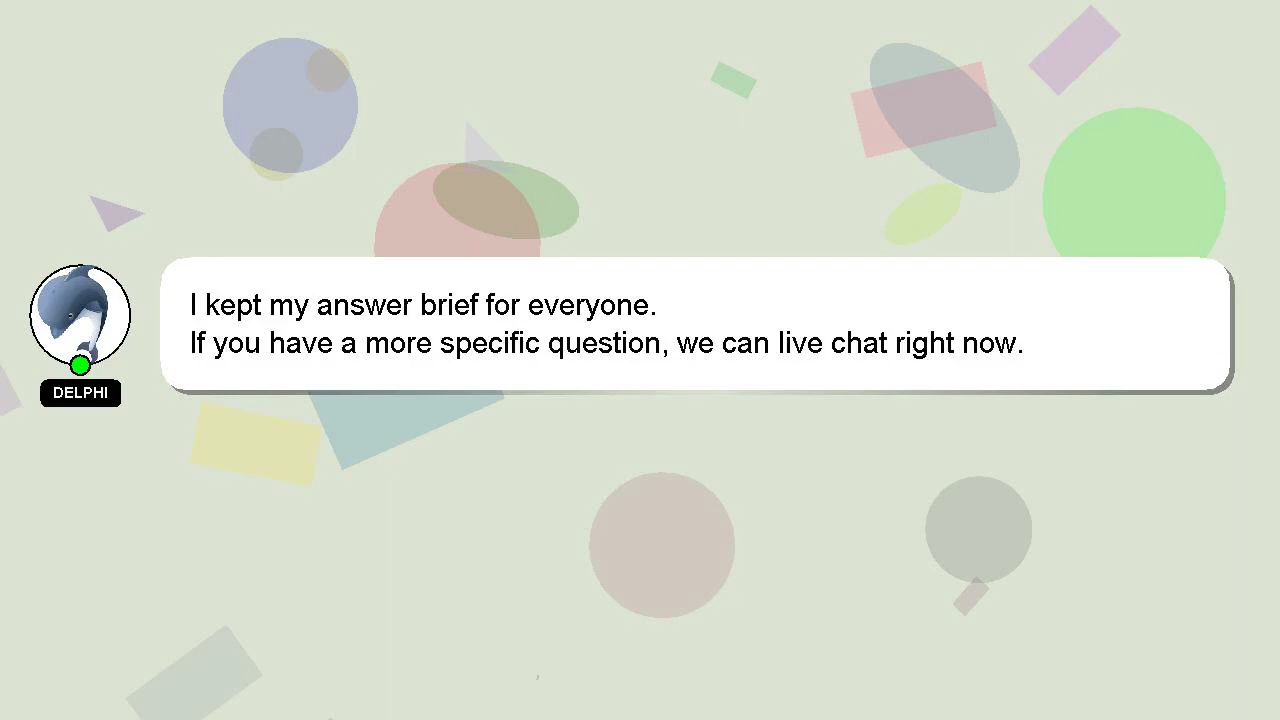 I kept my answer brief for everyone.
If you have a more specific question, we can live chat right now.
DELPHI